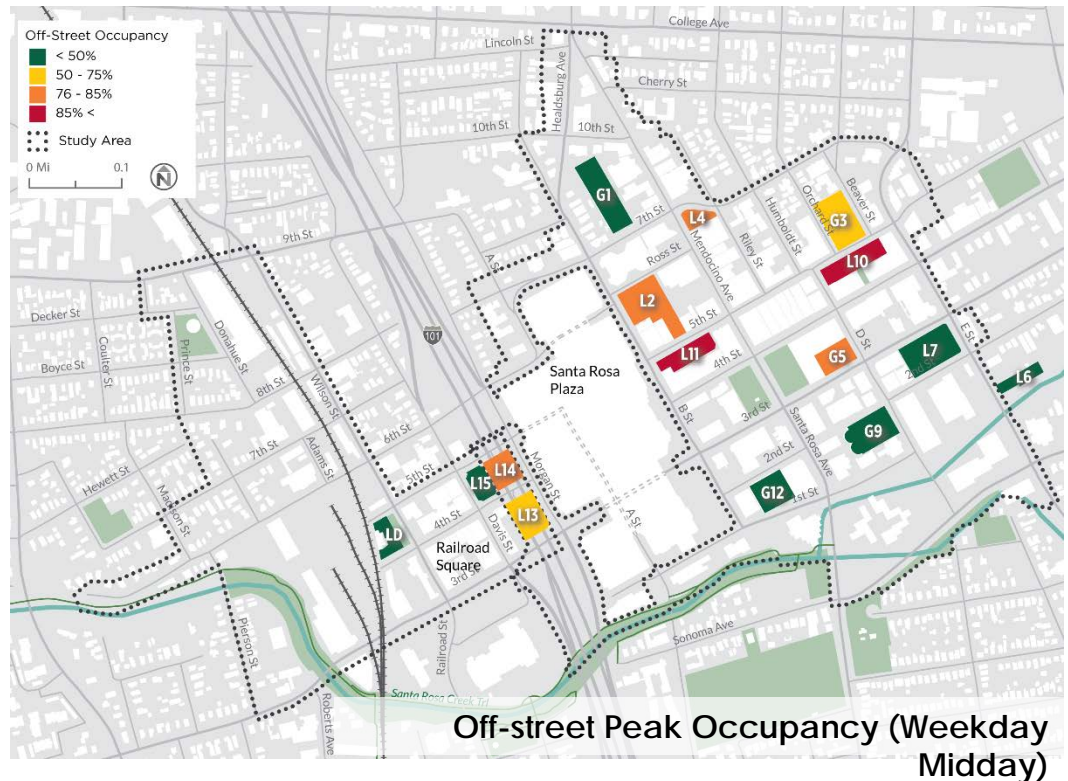 Off-Street Occupancy
< 50%
50 - 75%
76 - 85%
85% <
Study Area
0 Mi
0.1
N
College Ave
Lincoln St
Healdsburg Ave
Cherry St
10th St
10th St
G1
7th St
L4
Mendocino Ave
Riley St
Humboldt St
Orchard St
Beaver St
G3
L10
9th St
A St
Ross St
L2
5th St
L11
4th St
G5
D St
L7
2nd St
E St
L6
Decker St
Coulter St
Boyce St
Prince St
Donahue St
8th St
Wilson St
101
Santa Rosa
Plaza
B St
3rd St
Santa Rosa Ave
2nd St
G9
G12
1st St
7th St
Adams St
6th St
5th St
L14
L15
Morgan St
L13
A St
Hewett St
Madison St
LD
4th St
Davis St
Railroad
Square
3rd St
Pierson St
Railroad St
Sonoma Ave
Santa Rosa Creek Trl
Roberts Ave
Off-street Peak Occupancy (Weekday
Midday)